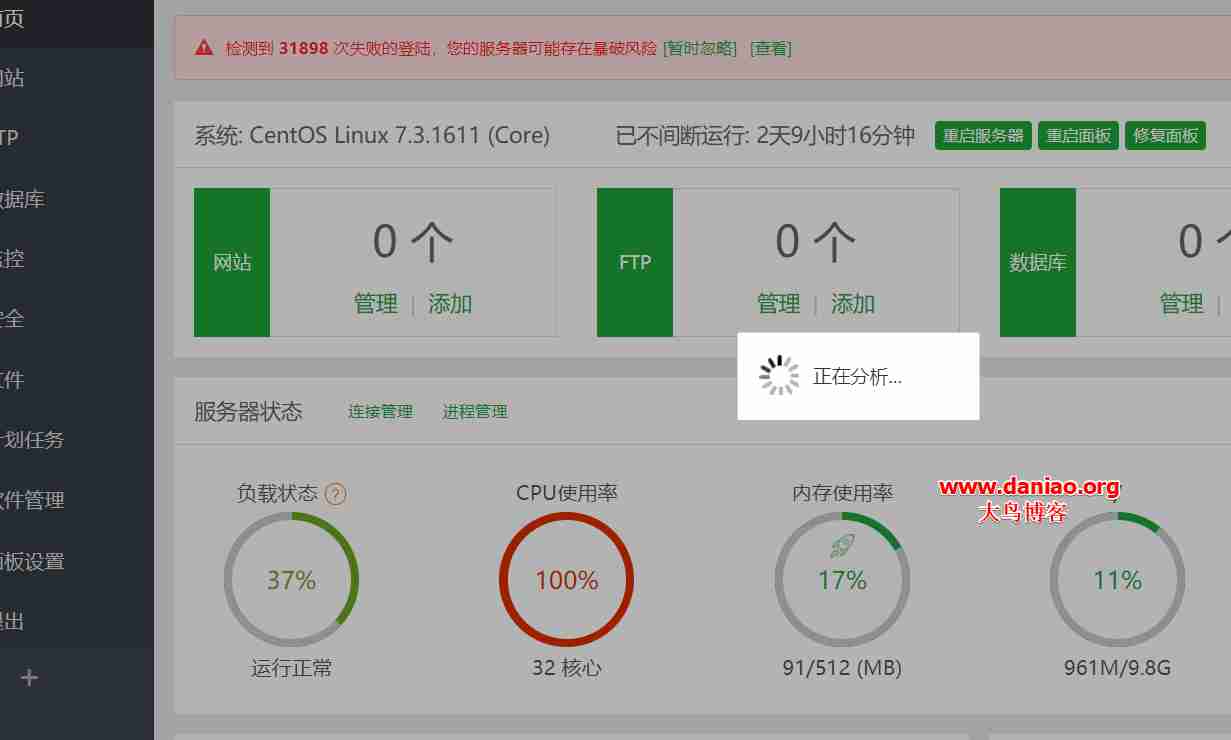 页
检测到 31898 次失败的登陆，您的服务器可能存在暴破风险 [暂时忽略] [查看]
站
系统: CentOS Linux 7.3.1611 (Core) 已不间断运行: 2天9小时16分钟 重启服务器 重启面板 修复面板
TP
据库
控
网站 0 个 管理 | 添加
FTP 0 个 管理 | 添加
数据库 0 管理 |
全
件
正在分析...
服务器状态 连接管理 进程管理
划任务
件管理
负载状态 ?
37%
运行正常
CPU使用率
100%
32 核心
内存使用率
17%
91/512 (MB)
www.daniao.org
大鸟博客
/
11%
961M/9.8G
板设置
出
+